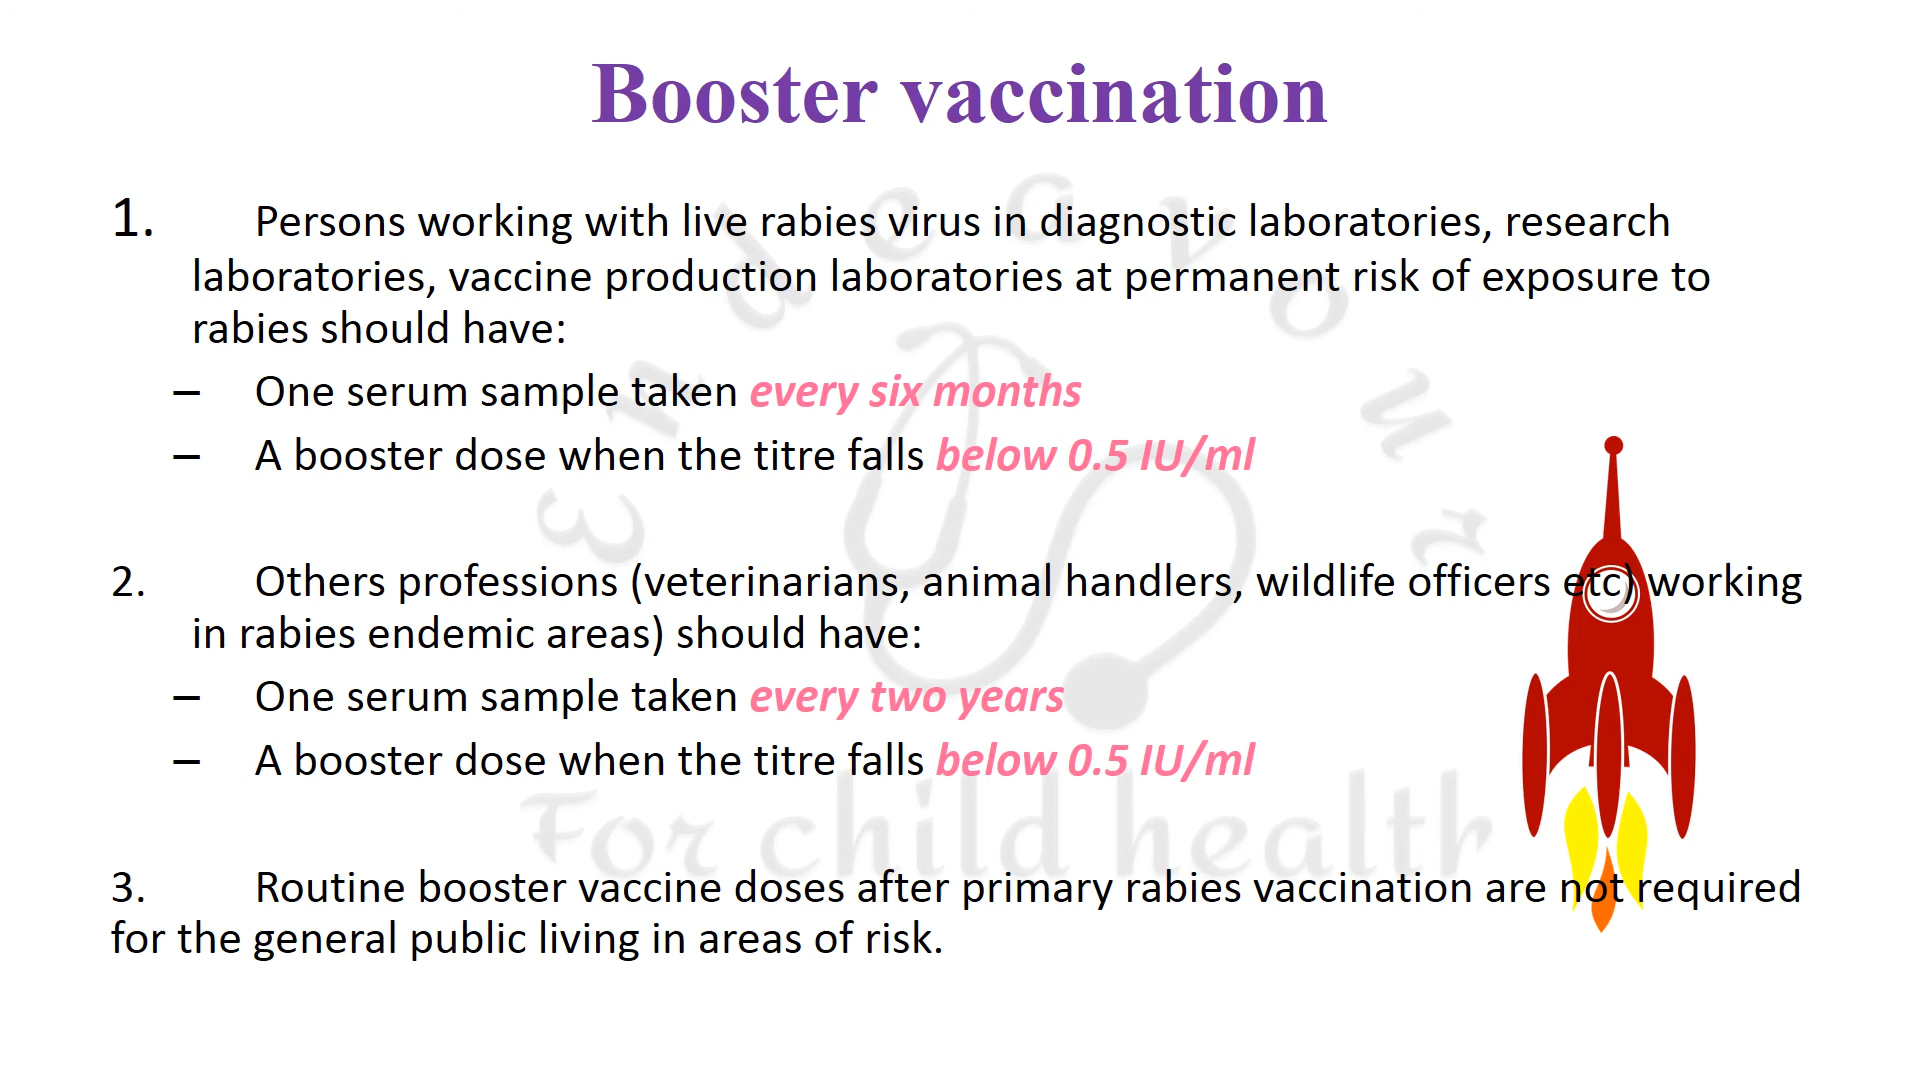 Booster vaccination
1. Persons working with live rabies virus in diagnostic laboratories, research
laboratories, vaccine production laboratories at permanent risk of exposure to
rabies should have:
– One serum sample taken every six months
– A booster dose when the titre falls below 0.5 IU/ml
2. Others professions (veterinarians, animal handlers, wildlife officers etc) working
in rabies endemic areas) should have:
– One serum sample taken every two years
– A booster dose when the titre falls below 0.5 IU/ml
3. Routine booster vaccine doses after primary rabies vaccination are not required
for the general public living in areas of risk.
Endeavour
For child health